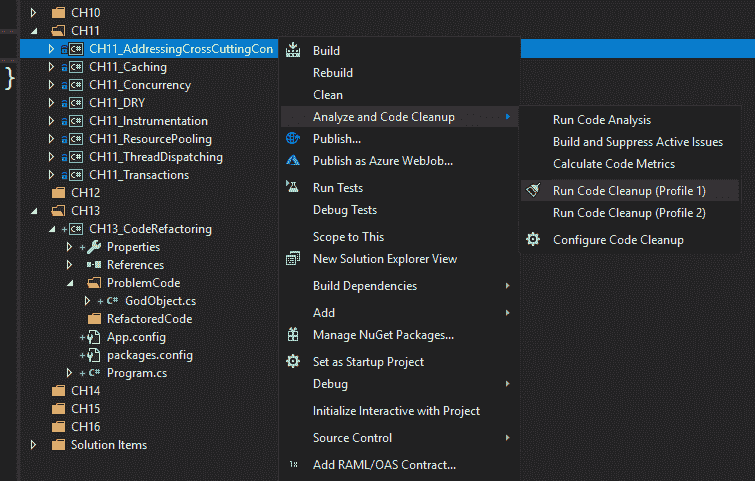 CH10
CH11
CH11_AddressingCrossCuttingCon
CH11_Caching
CH11_Concurrency
CH11_DRY
CH11_Instrumentation
CH11_ResourcePooling
CH11_ThreadDispatching
CH11_Transactions
CH12
CH13
CH13_CodeRefactoring
Properties
References
ProblemCode
GodObject.cs
RefactoredCode
App.config
packages.config
Program.cs
CH14
CH15
CH16
Solution Items
}
Build
Rebuild
Clean
Analyze and Code Cleanup
Publish...
Publish as Azure WebJob...
Run Tests
Debug Tests
Scope to This
New Solution Explorer View
Build Dependencies
Add
Manage NuGet Packages...
Set as Startup Project
Debug
Initialize Interactive with Project
Source Control
Add RAML/OAS Contract...
Run Code Analysis
Build and Suppress Active Issues
Calculate Code Metrics
Run Code Cleanup (Profile 1)
Run Code Cleanup (Profile 2)
Configure Code Cleanup